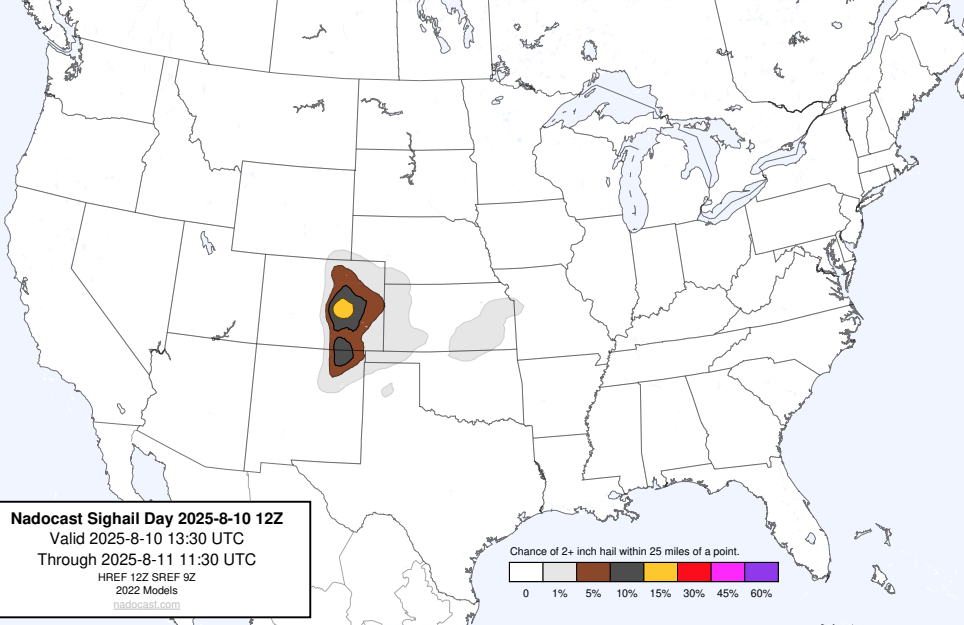 Nadocast Sighail Day 2025-8-10 12Z
Valid 2025-8-10 13:30 UTC
Through 2025-8-11 11:30 UTC
HREF 12Z SREF 9Z
2022 Models
nadocast.com
Chance of 2+ inch hail within 25 miles of a point.
0 1% 5% 10% 15% 30% 45% 60%